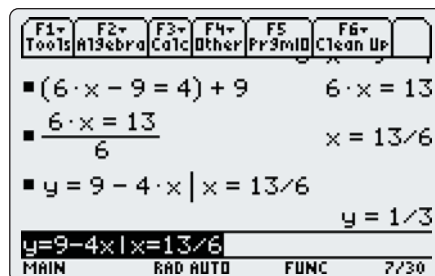 F1 F2 F3 F4 F5 F6
Tools Algebra Calc Other PrgmIO Clean Up
▪(6·x − 9 = 4) + 9 6·x = 13
▪6·x = 13
6 x = 13/6
▪y = 9 − 4·x | x = 13/6
y = 1/3
y=9-4x|x=13/6
MAIN RAD AUTO FUNC 7/30